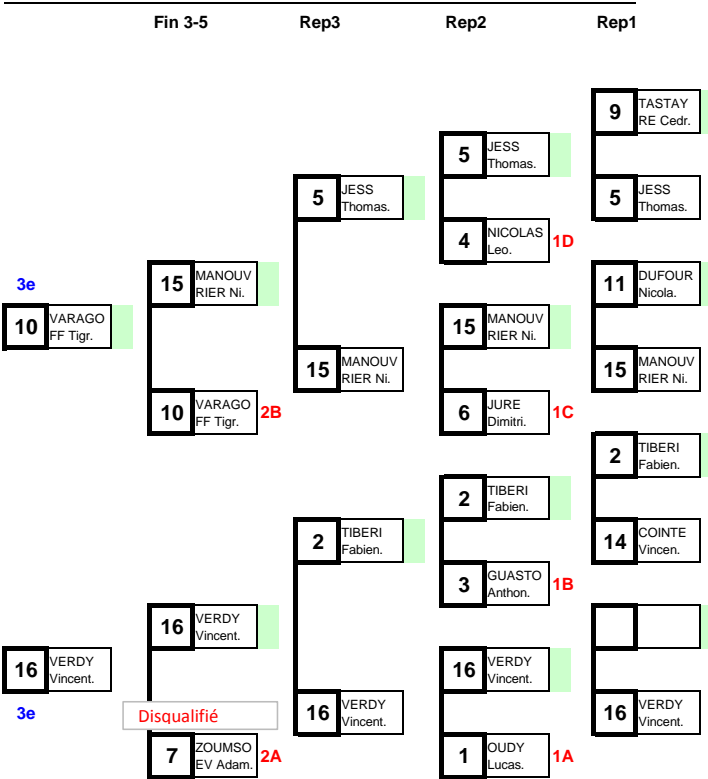 Fin 3-5 Rep3 Rep2 Rep1
9 TASTAY
RE Cedr.
5 JESS
Thomas.
5 JESS
Thomas.
5 JESS
Thomas.
4 NICOLAS
Leo. 1D
3e
15 MANOUV
RIER Ni.
11 DUFOUR
Nicola.
10 VARAGO
FF Tigr.
15 MANOUV
RIER Ni.
15 MANOUV
RIER Ni.
15 MANOUV
RIER Ni.
10 VARAGO
FF Tigr. 2B
6 JURE
Dimitri. 1C
2 TIBERI
Fabien.
2 TIBERI
Fabien.
2 TIBERI
Fabien.
14 COINTE
Vincen.
3 GUASTO
Anthon. 1B
16 VERDY
Vincent.
16 VERDY
Vincent.
16 VERDY
Vincent.
3e
Disqualifié
16 VERDY
Vincent.
16 VERDY
Vincent.
7 ZOUMSO
EV Adam. 2A
1 OUDY
Lucas. 1A